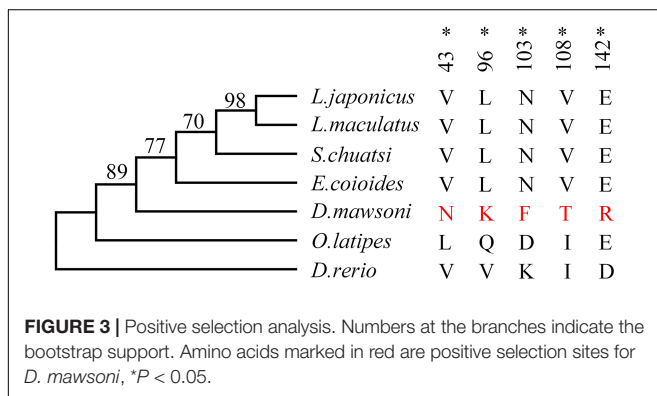 43 * 96 * 103 * 108 * 142 *
98 L.japonicus V L N V E
L.maculatus V L N V E
70 S.chuatsi V L N V E
77 E.coioides V L N V E
89 D.mawsoni N K F T R
O.latipes L Q D I E
D.rerio V V K I D
FIGURE 3 | Positive selection analysis. Numbers at the branches indicate the
bootstrap support. Amino acids marked in red are positive selection sites for
D. mawsoni, *P < 0.05.